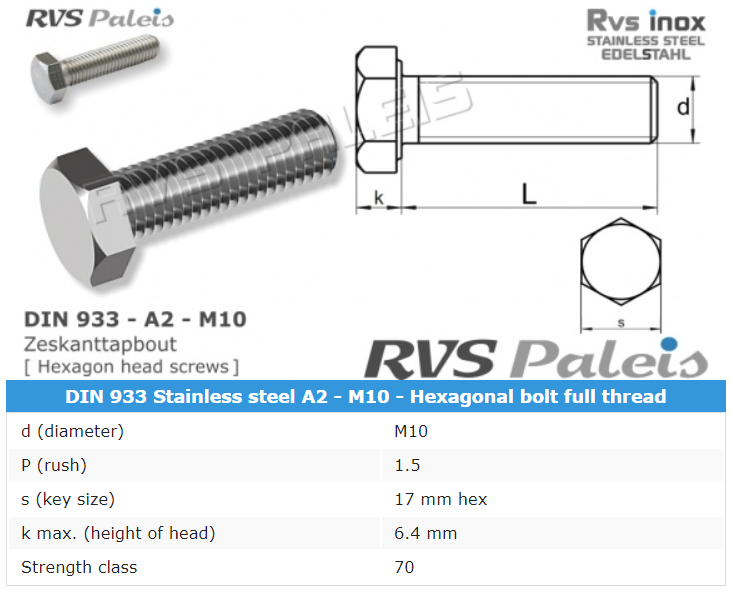 RVS Paleis
Rvs inox
STAINLESS STEEL
EDELSTAHL
RVS PALEIS
d
k
L
s
DIN 933 - A2 - M10
Zeskanttapbout
[ Hexagon head screws ]
RVS Paleis
DIN 933 Stainless steel A2 - M10 - Hexagonal bolt full thread
d (diameter) M10
P (rush) 1.5
s (key size) 17 mm hex
k max. (height of head) 6.4 mm
Strength class 70